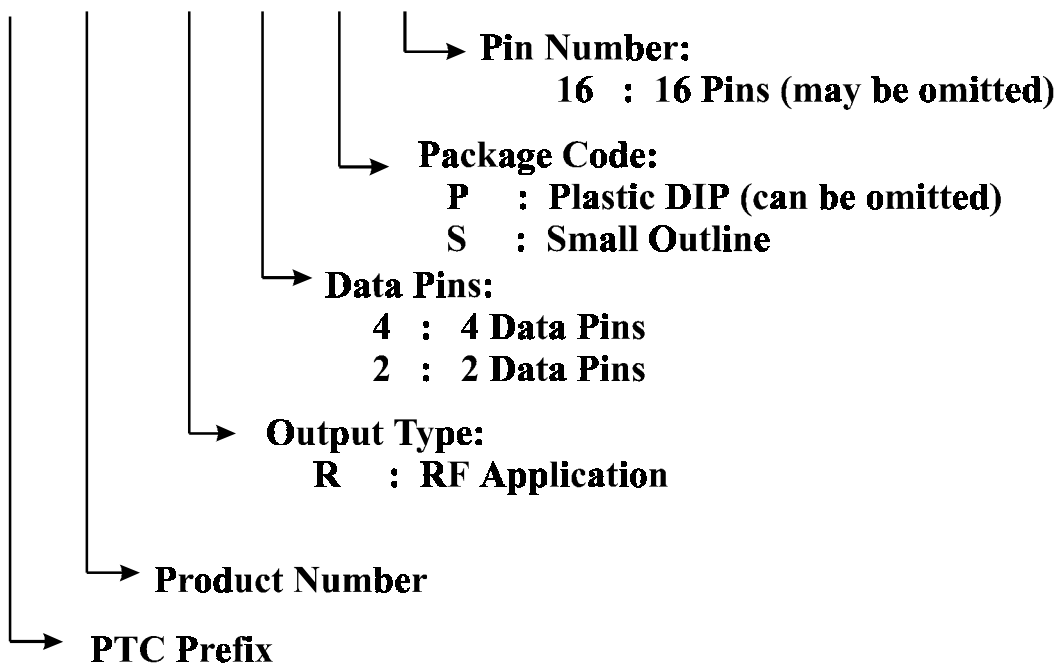 Pin Number:
16 : 16 Pins (may be omitted)
Package Code:
P : Plastic DIP (can be omitted)
S : Small Outline
Data Pins:
4 : 4 Data Pins
2 : 2 Data Pins
Output Type:
R : RF Application
Product Number
PTC Prefix